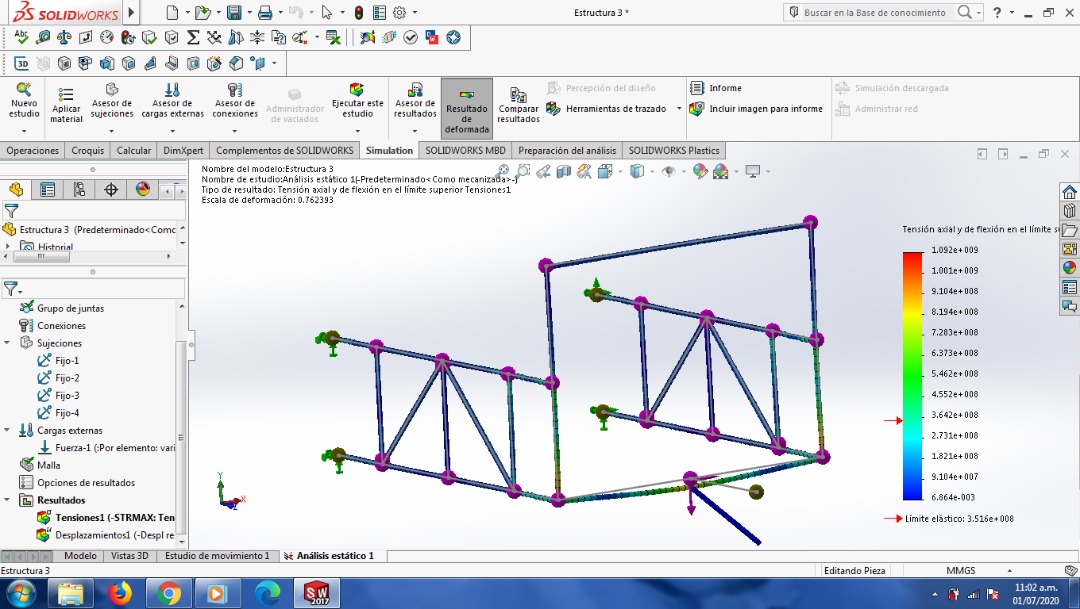 SOLIDWORKS
Estructura 3 *
Buscar en la Base de conocimiento
Nuevo estudio
Aplicar material
Asesor de sujeciones
Asesor de cargas externas
Asesor de conexiones
Administrador de vaciados
Ejecutar este estudio
Asesor de resultados
Resultado de deformada
Comparar resultados
Percepción del diseño
Herramientas de trazado
Informe
Incluir imagen para informe
Simulación descargada
Administrar red
Operaciones
Croquis
Calcular
DimXpert
Complementos de SOLIDWORKS
Simulation
SOLIDWORKS MBD
Preparación del análisis
SOLIDWORKS Plastics
Nombre del modelo:Estructura 3
Nombre de estudio:Análisis estático 1(-Predeterminado<Como mecanizada>-)
Tipo de resultado: Tensión axial y de flexión en el límite superior Tensiones1
Escala de deformación: 0.762393
Estructura 3 (Predeterminado<Como
Historial
Grupo de juntas
Conexiones
Sujeciones
Fijo-1
Fijo-2
Fijo-3
Fijo-4
Cargas externas
Fuerza-1 (:Por elemento: vari
Malla
Opciones de resultados
Resultados
Tensiones1 (-STRMAX: Ten
Desplazamientos1 (-Despl re
Tensión axial y de flexión en el límite s
1.092e+009
1.001e+009
9.104e+008
8.194e+008
7.283e+008
6.373e+008
5.462e+008
4.552e+008
3.642e+008
2.731e+008
1.821e+008
9.104e+007
6.864e-003
Límite elástico: 3.516e+008
Y
X
Z
Modelo
Vistas 3D
Estudio de movimiento 1
Análisis estático 1
Estructura 3
Editando Pieza
MMGS
SW
2017
11:02 a.m.
01/07/2020